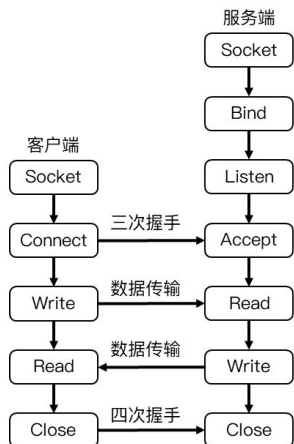 服务端
Socket
Bind
客户端
Socket
Listen
三次握手
Connect
Accept
数据传输
Write
Read
数据传输
Read
Write
四次握手
Close
Close